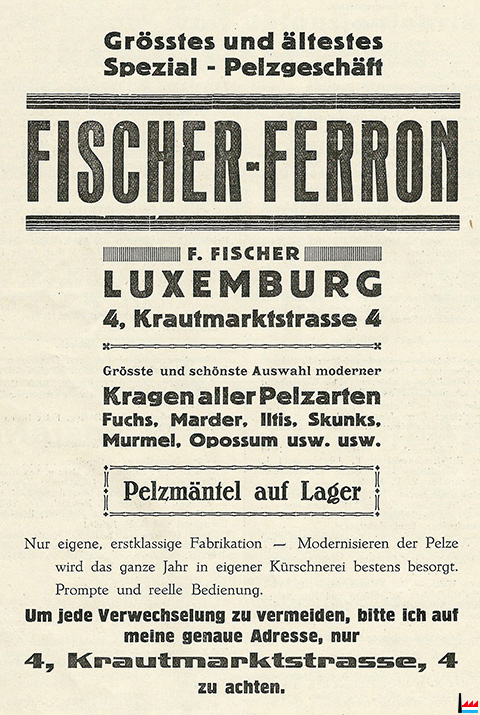 Grösstes und ältestes
Spezial - Pelzgeschäft
FISCHER-FERRON
F. FISCHER
LUXEMBURG
4, Krautmarktstrasse 4
Grösste und schönste Auswahl moderner
Kragen aller Pelzarten
Fuchs, Marder, Iltis, Skunks,
Murmel, Opossum usw. usw.
Pelzmäntel auf Lager
Nur eigene, erstklassige Fabrikation — Modernisieren der Pelze
wird das ganze Jahr in eigener Kürschnerei bestens besorgt.
Prompte und reelle Bedienung.
Um jede Verwechselung zu vermeiden, bitte ich auf
meine genaue Adresse, nur
4, Krautmarktstrasse, 4
zu achten.